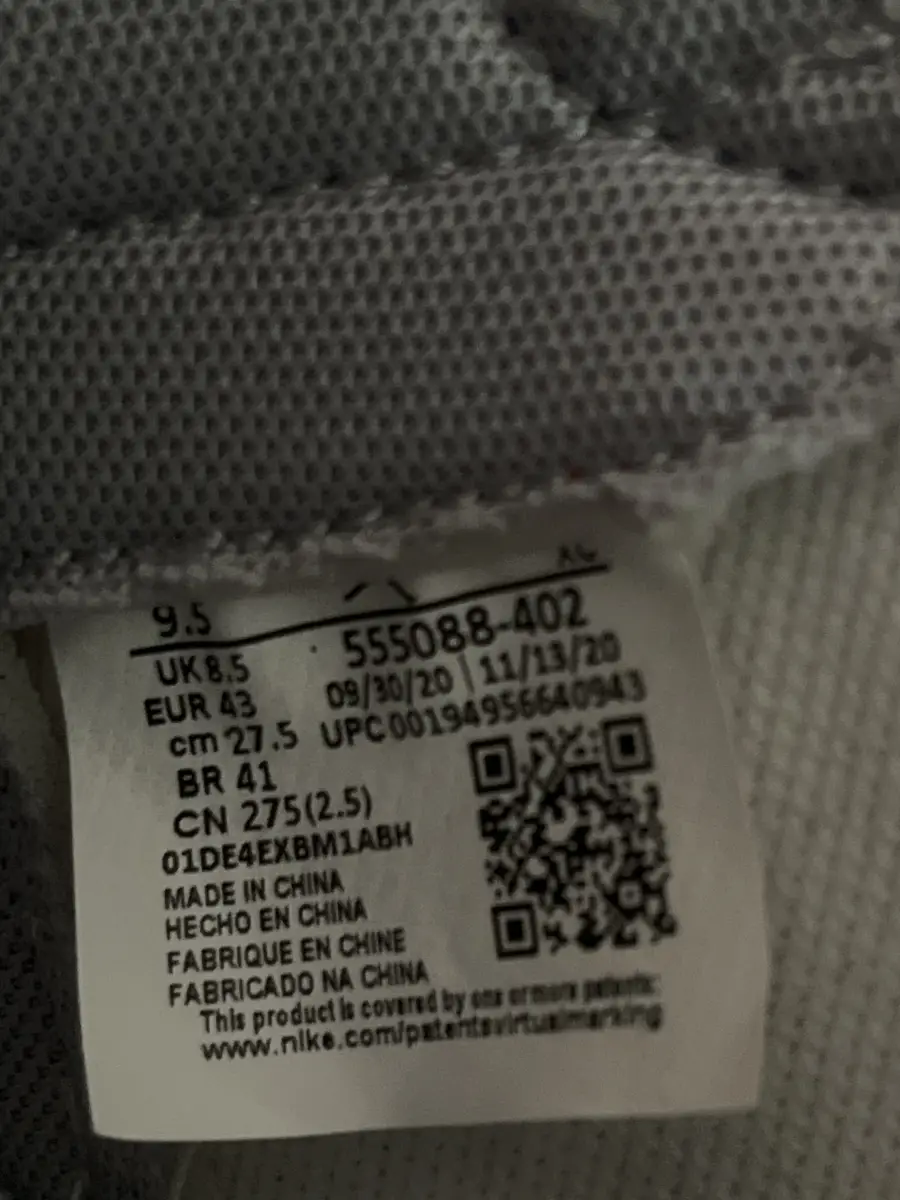 9.5
UK 8.5
EUR 43
cm 27.5
BR 41
CN 275(2.5)
01DE4EXBM1ABH
555088-402
09/30/20 | 11/13/20
UPC00194956640943
MADE IN CHINA
HECHO EN CHINA
FABRIQUE EN CHINE
FABRICADO NA CHINA
This product is covered by one or more patents:
www.nike.com/patentsvirtualmarking